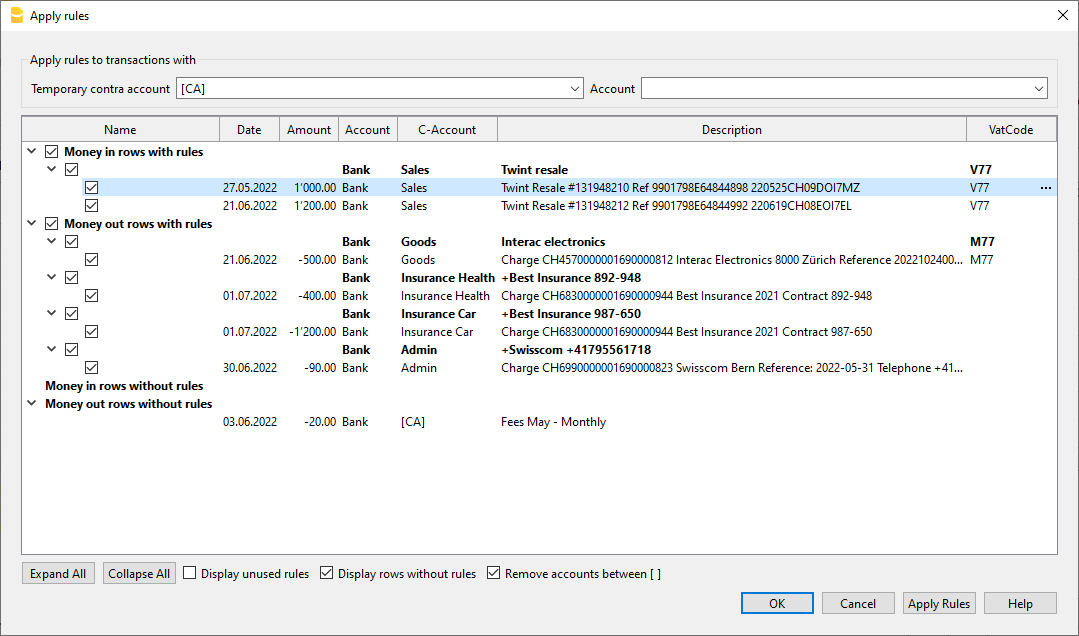 Apply rules
Apply rules to transactions with
Temporary contra account [CA] Account
Name Date Amount Account C-Account Description VatCode
Money in rows with rules
Bank Sales Twint resale V77
27.05.2022 1'000.00 Bank Sales Twint Resale #131948210 Ref 9901798E64844898 220525CH09DOI7MZ V77 ...
21.06.2022 1'200.00 Bank Sales Twint Resale #131948212 Ref 9901798E64844992 220619CH08EOI7EL V77
Money out rows with rules
Bank Goods Interac electronics M77
21.06.2022 -500.00 Bank Goods Charge CH4570000001690000812 Interac Electronics 8000 Zürich Reference 2022102400... M77
Bank Insurance Health +Best Insurance 892-948
01.07.2022 -400.00 Bank Insurance Health Charge CH6830000001690000944 Best Insurance 2021 Contract 892-948
Bank Insurance Car +Best Insurance 987-650
01.07.2022 -1'200.00 Bank Insurance Car Charge CH6830000001690000944 Best Insurance 2021 Contract 987-650
Bank Admin +Swisscom +41795561718
30.06.2022 -90.00 Bank Admin Charge CH6990000001690000823 Swisscom Bern Reference: 2022-05-31 Telephone +41...
Money in rows without rules
Money out rows without rules
03.06.2022 -20.00 Bank [CA] Fees May - Monthly
Expand All Collapse All Display unused rules Display rows without rules Remove accounts between [ ]
OK Cancel Apply Rules Help